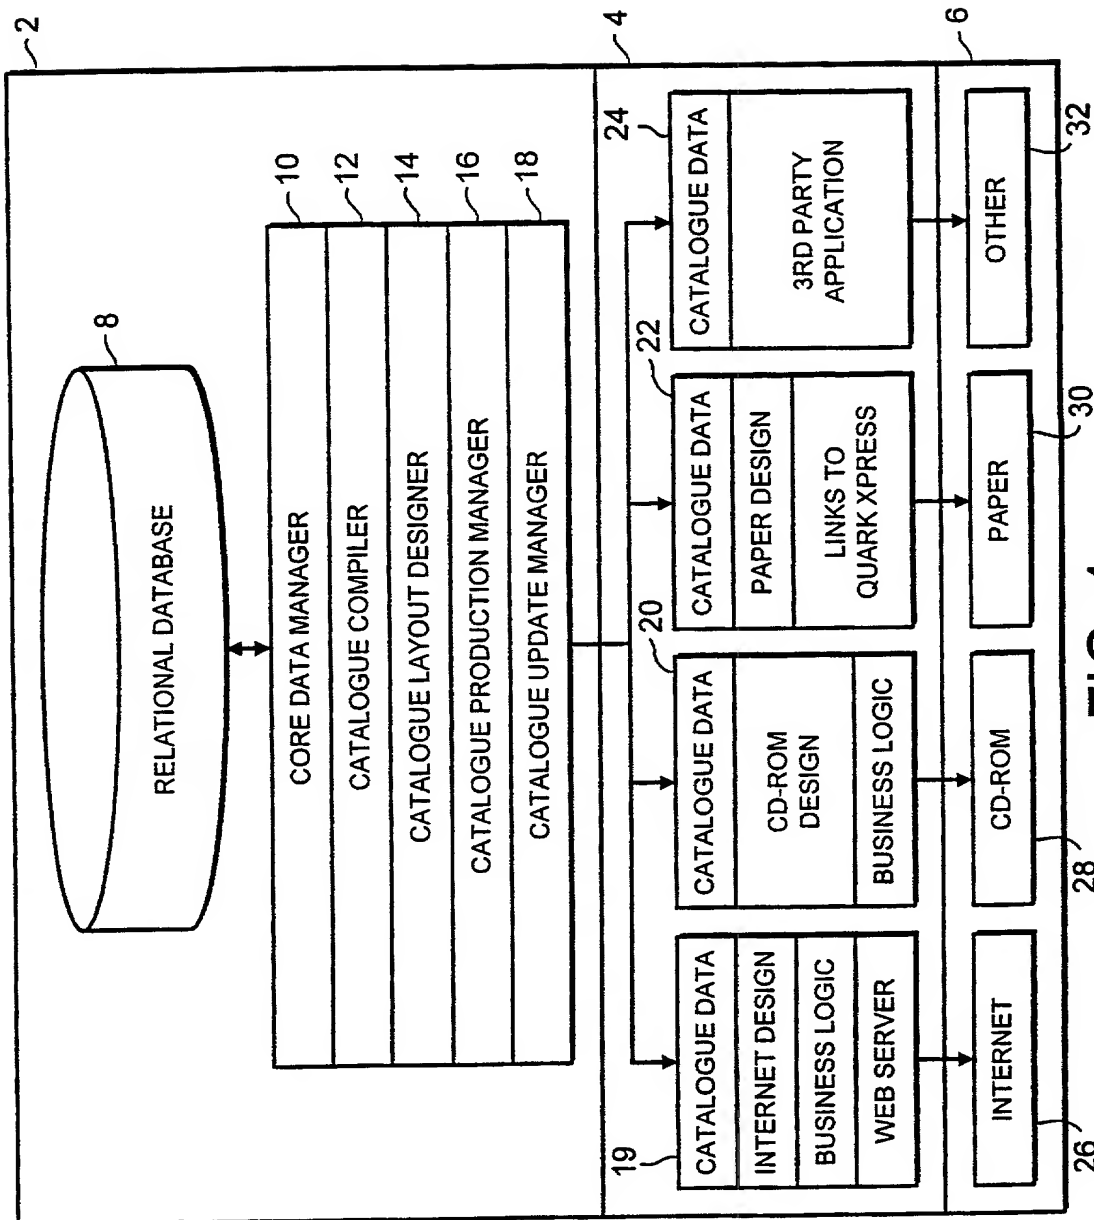 2
8
RELATIONAL DATABASE
CORE DATA MANAGER
10
CATALOGUE COMPILER
12
CATALOGUE LAYOUT DESIGNER
14
CATALOGUE PRODUCTION MANAGER
16
CATALOGUE UPDATE MANAGER
18
4
19
CATALOGUE DATA
INTERNET DESIGN
BUSINESS LOGIC
WEB SERVER
20
CATALOGUE DATA
CD-ROM
DESIGN
BUSINESS LOGIC
22
CATALOGUE DATA
PAPER DESIGN
LINKS TO
QUARK XPRESS
24
CATALOGUE DATA
3RD PARTY
APPLICATION
6
INTERNET
CD-ROM
PAPER
OTHER
26
28
30
32